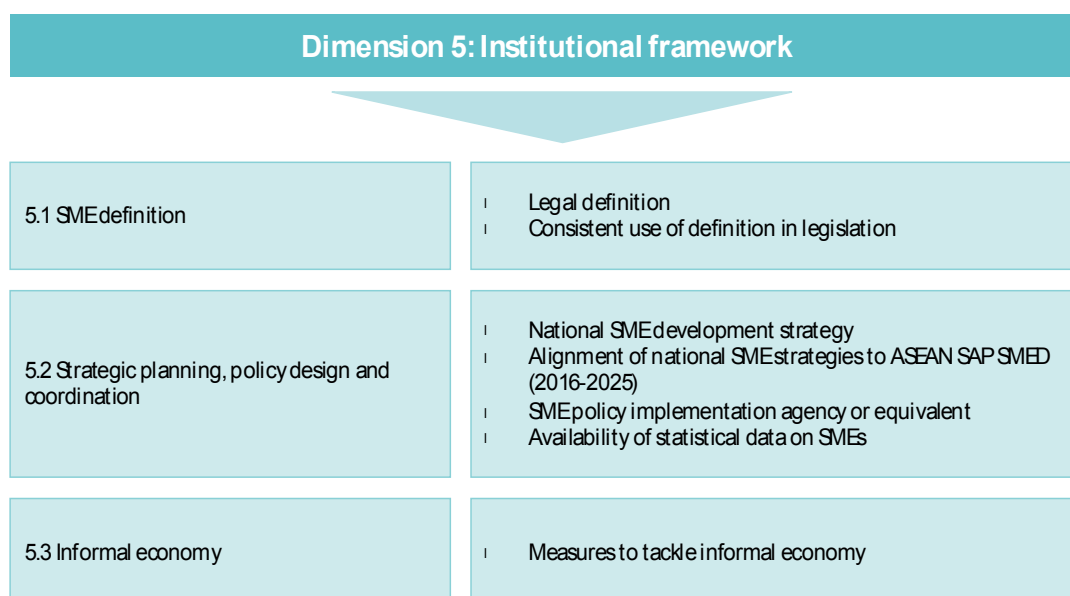 Dimension 5: Institutional framework
5.1 SME definition
l Legal definition
l Consistent use of definition in legislation
5.2 Strategic planning, policy design and
coordination
l National SME development strategy
l Alignment of national SME strategies to ASEAN SAP SMED
(2016-2025)
l SME policy implementation agency or equivalent
l Availability of statistical data on SMEs
5.3 Informal economy
l Measures to tackle informal economy